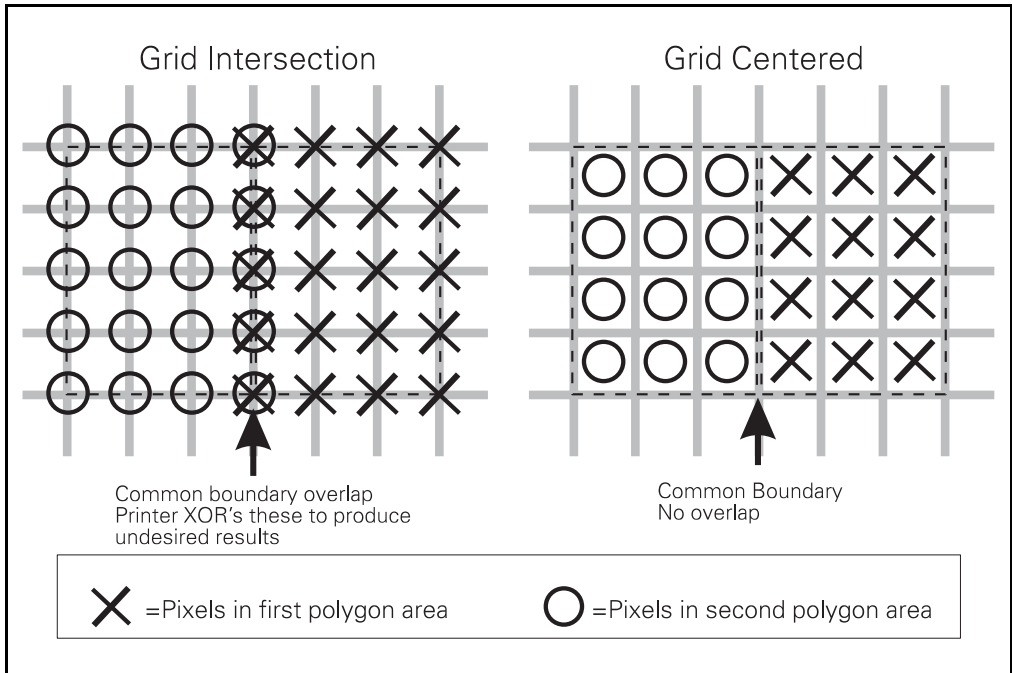 Grid Intersection
Grid Centered
Common boundary overlap
Printer XOR's these to produce
undesired results
Common Boundary
No overlap
=Pixels in first polygon area
=Pixels in second polygon area